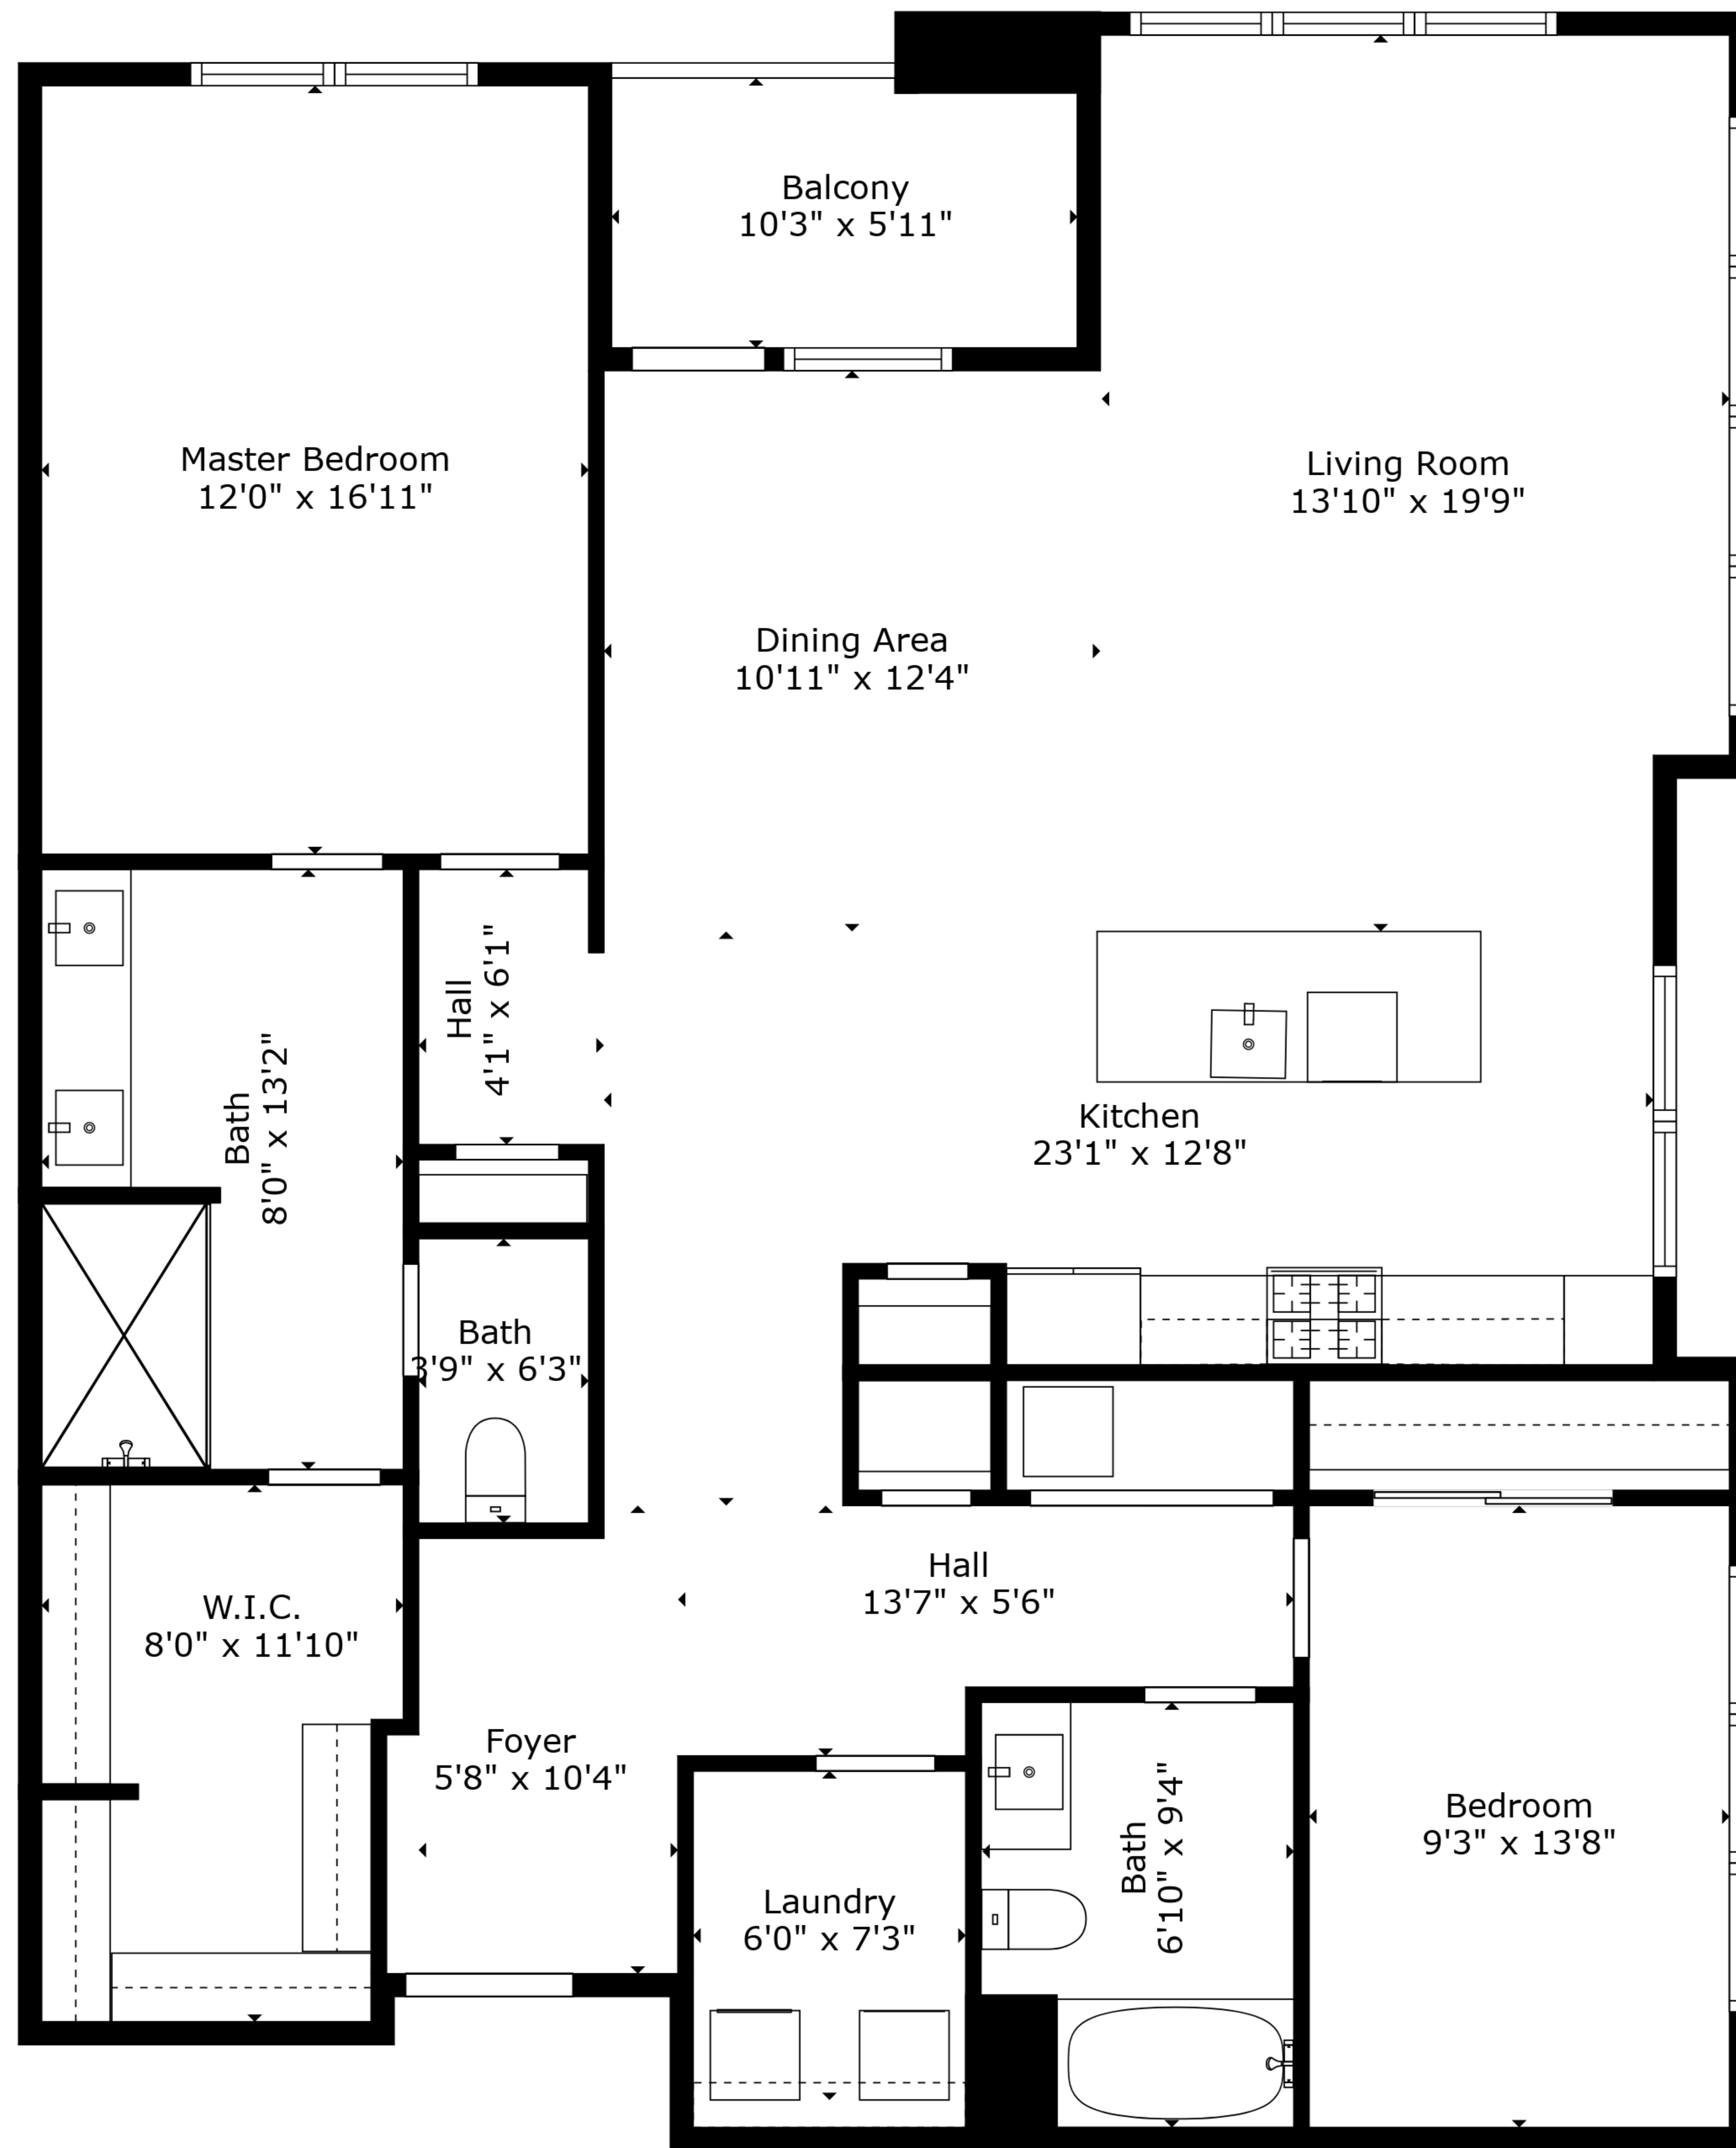 Balcony
10'3" x 5'11"
Master Bedroom
12'0" x 16'11"
Living Room
13'10" x 19'9"
Dining Area
10'11" x 12'4"
Hall
4'1" x 6'1"
Bath
8'0" x 13'2"
Kitchen
23'1" x 12'8"
Bath
3'9" x 6'3"
Hall
13'7" x 5'6"
W.I.C.
8'0" x 11'10"
Foyer
5'8" x 10'4"
Bath
6'10" x 9'4"
Bedroom
9'3" x 13'8"
Laundry
6'0" x 7'3"